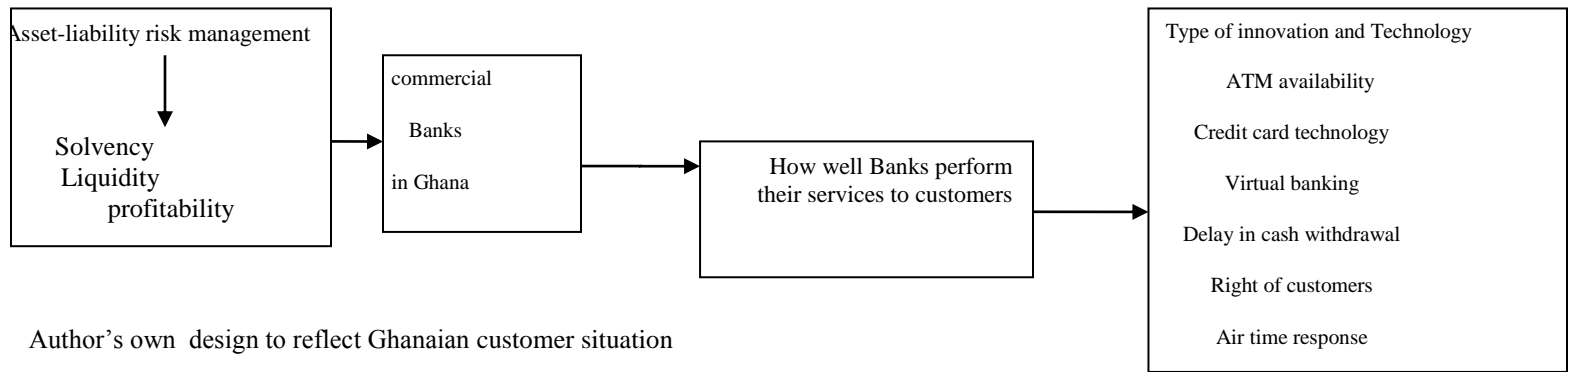 Asset-liability risk management
Solvency
Liquidity
profitability
commercial
Banks
in Ghana
How well Banks perform
their services to customers
Type of innovation and Technology
ATM availability
Credit card technology
Virtual banking
Delay in cash withdrawal
Right of customers
Air time response
Author’s own design to reflect Ghanaian customer situation